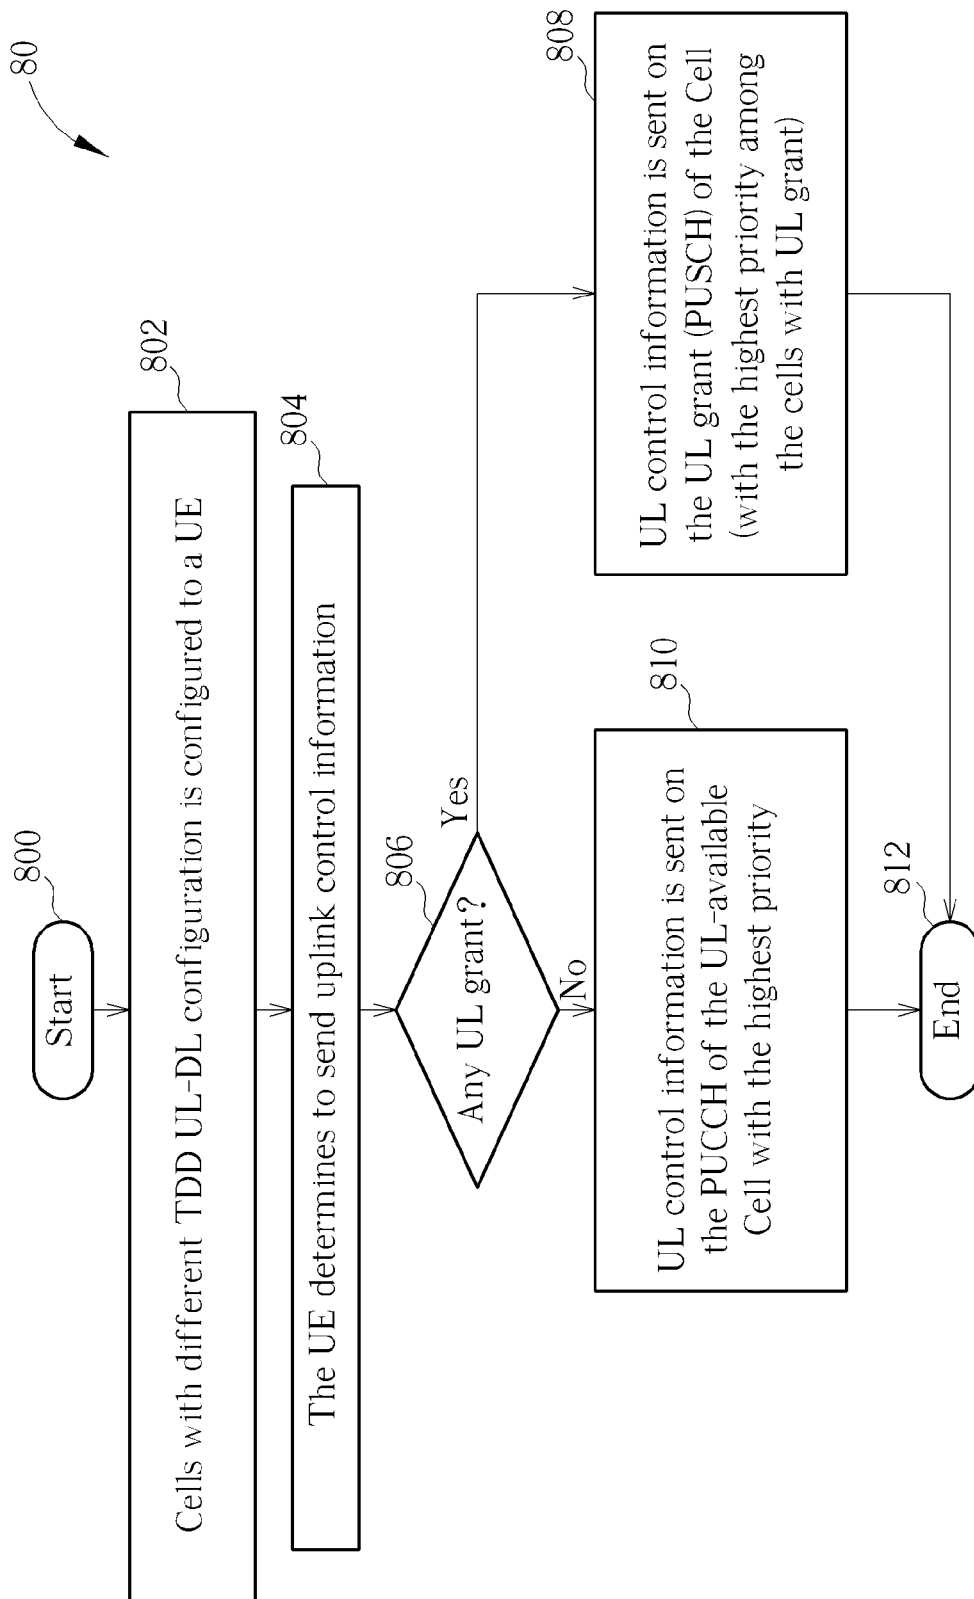 80
Start
800
Cells with different TDD UL-DL configuration is configured to a UE
802
The UE determines to send uplink control information
804
Any UL grant?
806
Yes
No
UL control information is sent on
the PUCCH of the UL-available
Cell with the highest priority
810
UL control information is sent on
the UL grant (PUSCH) of the Cell
(with the highest priority among
the cells with UL grant)
808
End
812